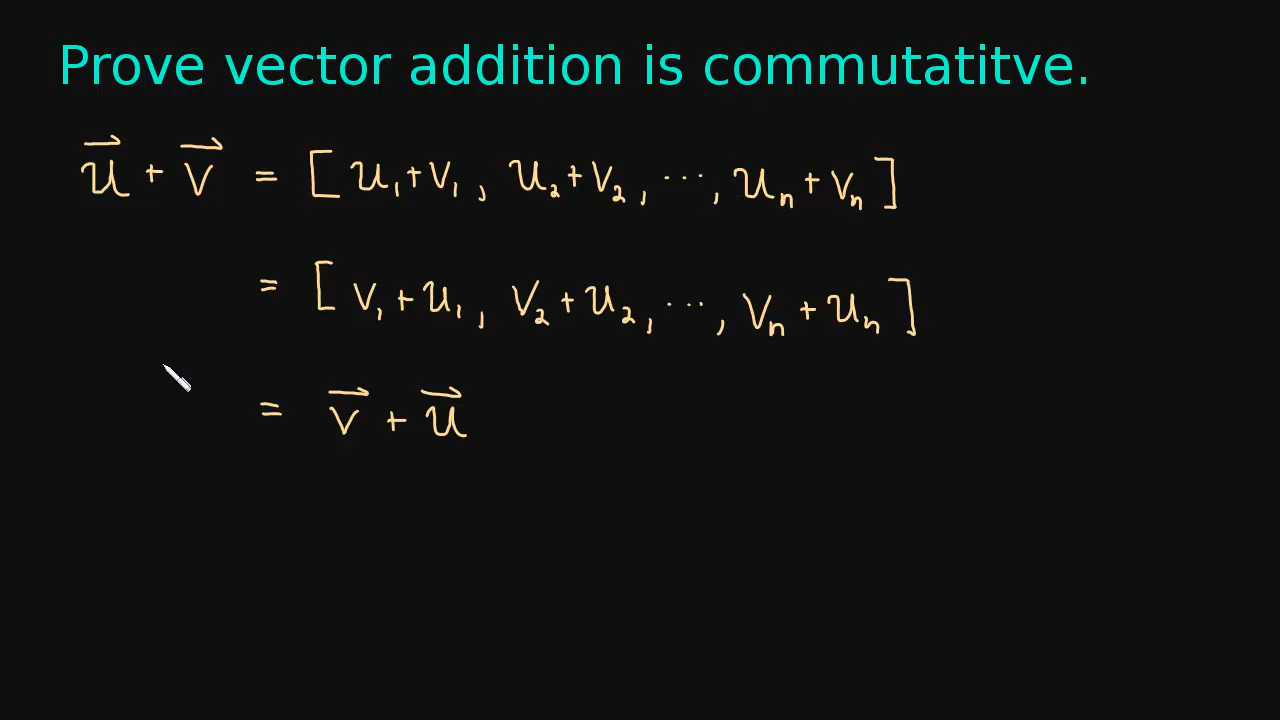 Prove vector addition is commutatitve.
u⃗ + v⃗ = [ u₁+v₁ , u₂+v₂ , ⋯ , uₙ+vₙ ]
= [ v₁+u₁ , v₂+u₂ , ⋯ , vₙ+uₙ ]
= v⃗ + u⃗